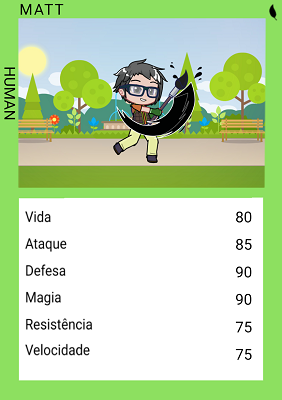 MATT
HUMAN
Vida 80
Ataque 85
Defesa 90
Magia 90
Resistência 75
Velocidade 75